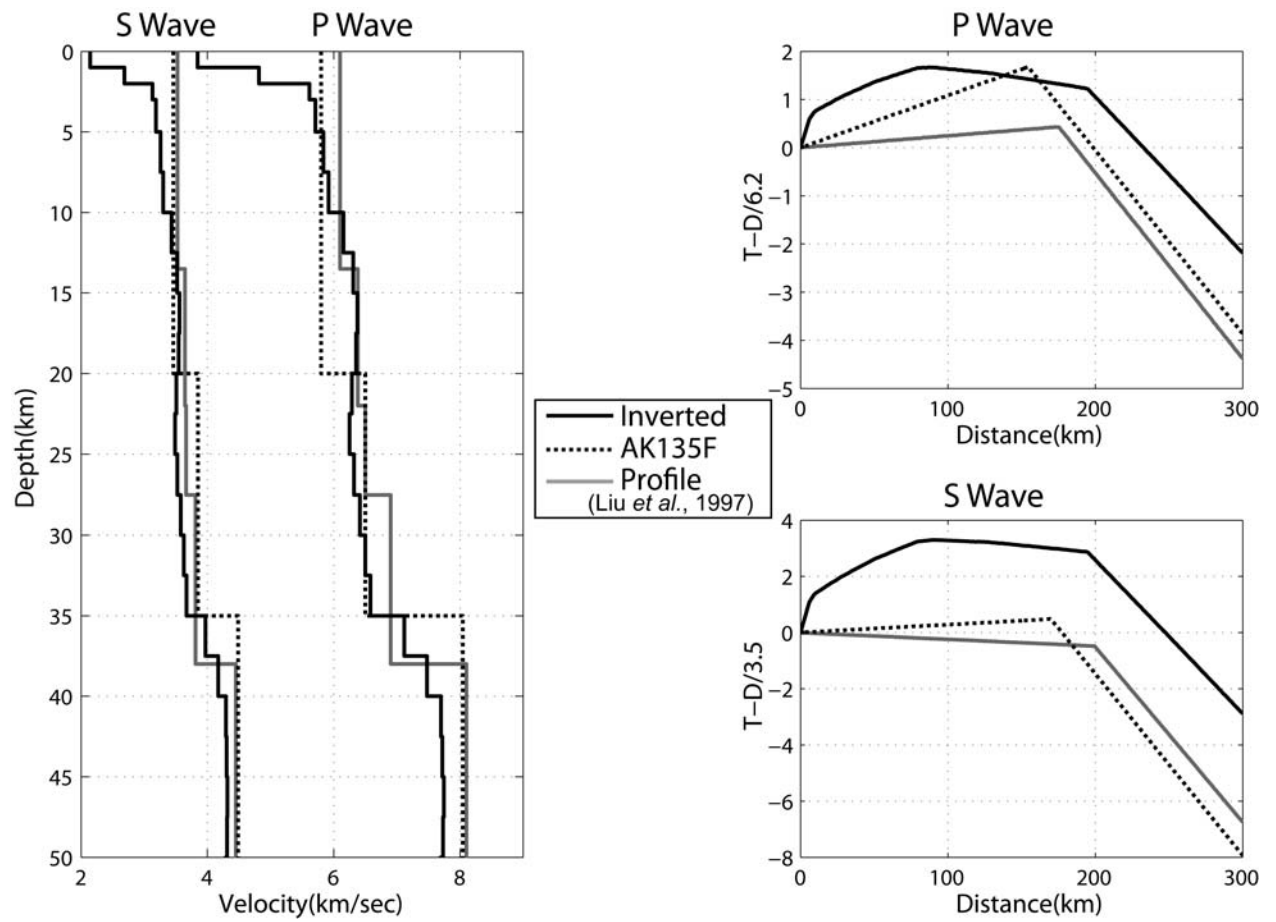 S Wave
P Wave
0
5
10
15
20
25
30
35
40
45
50
Depth(km)
2
4
6
8
Velocity(km/sec)
Inverted
AK135F
Profile
(Liu et al., 1997)
P Wave
2
1
0
−1
−2
−3
−4
−5
T−D/6.2
0
100
200
300
Distance(km)
S Wave
4
2
0
−2
−4
−6
−8
T−D/3.5
0
100
200
300
Distance(km)